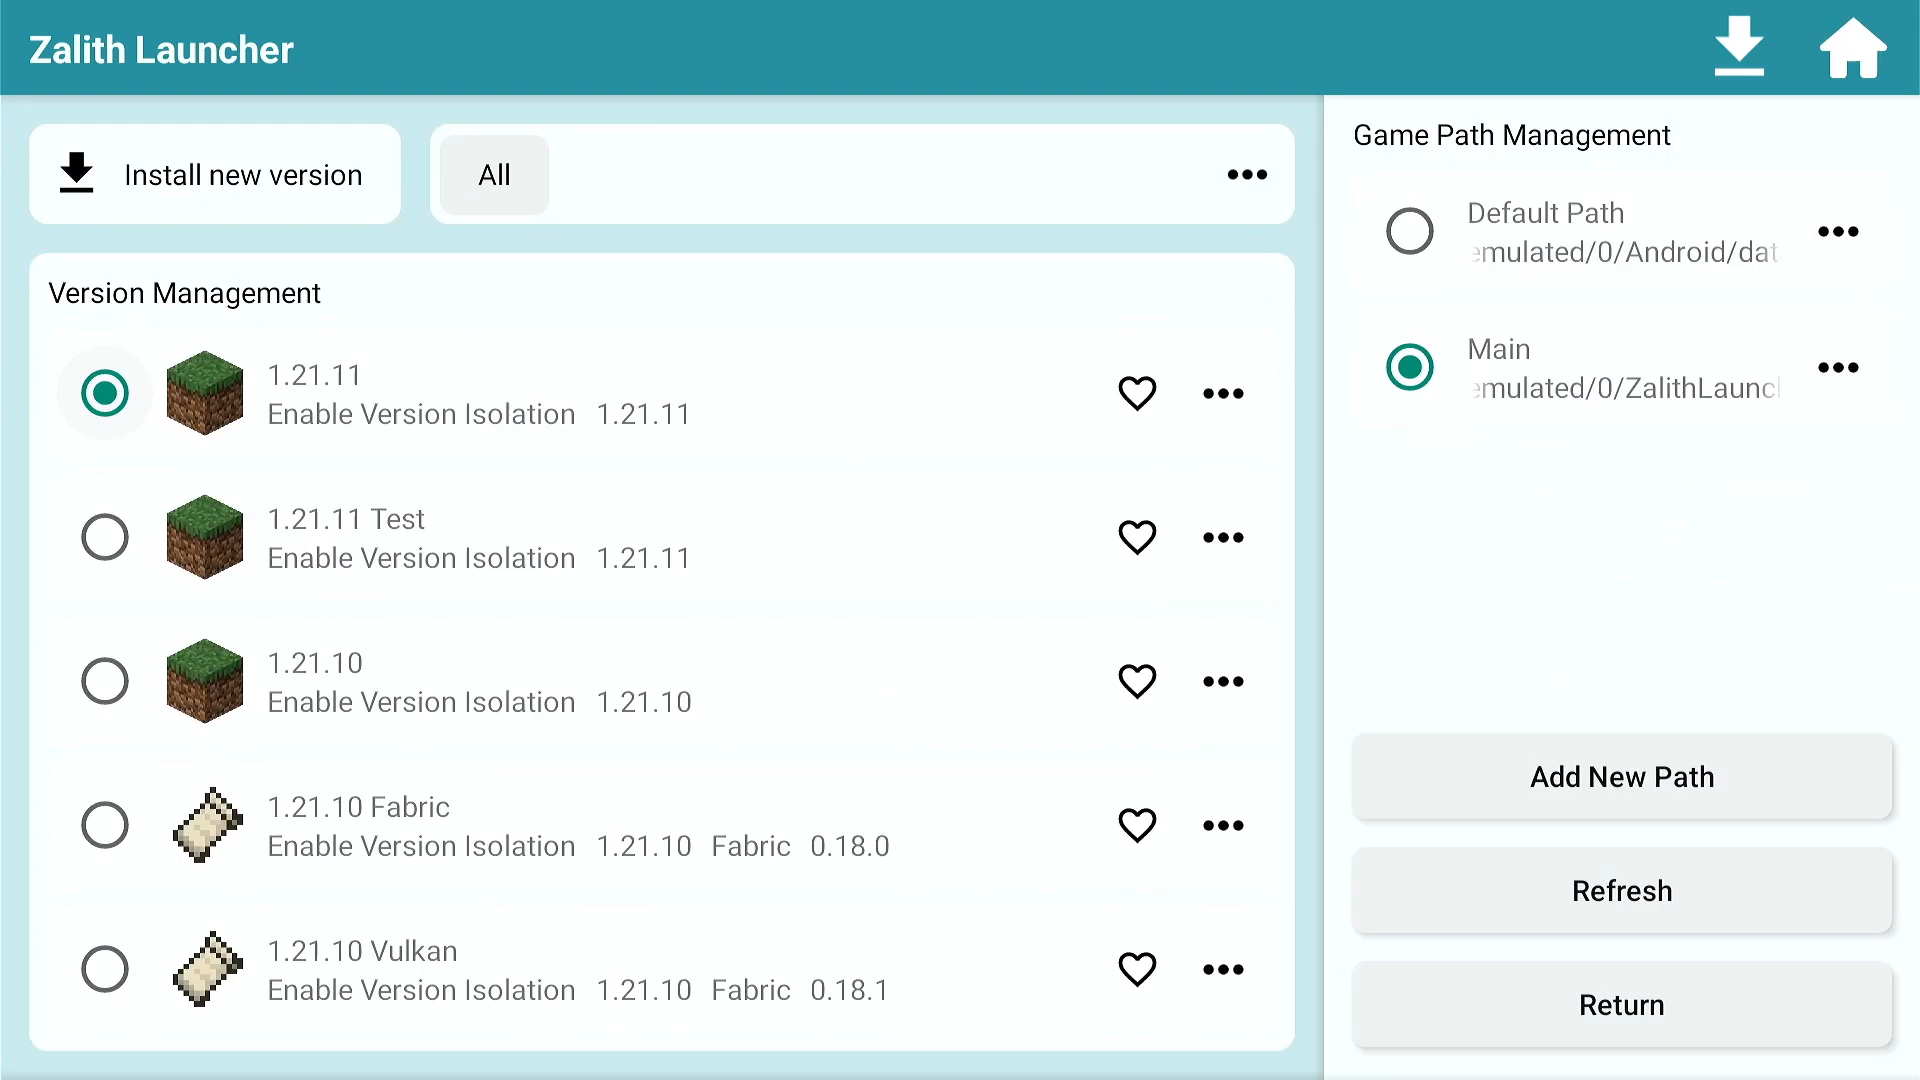 Zalith Launcher
Install new version
All
Version Management
1.21.11
Enable Version Isolation 1.21.11
1.21.11 Test
Enable Version Isolation 1.21.11
1.21.10
Enable Version Isolation 1.21.10
1.21.10 Fabric
Enable Version Isolation 1.21.10 Fabric 0.18.0
1.21.10 Vulkan
Enable Version Isolation 1.21.10 Fabric 0.18.1
Game Path Management
Default Path
emulated/0/Android/dat
Main
emulated/0/ZalithLauncl
Add New Path
Refresh
Return